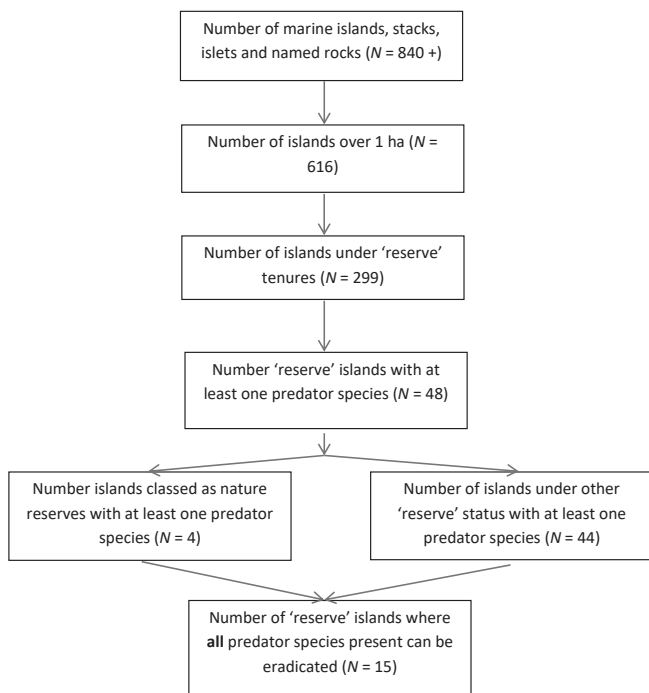 Number of marine islands, stacks,
islets and named rocks (N = 840 +)
Number of islands over 1 ha (N =
616)
Number of islands under ‘reserve’
tenures (N = 299)
Number ‘reserve’ islands with at
least one predator species (N = 48)
Number islands classed as nature
reserves with at least one predator
species (N = 4)
Number of islands under other
‘reserve’ status with at least one
predator species (N = 44)
Number of ‘reserve’ islands where
all predator species present can be
eradicated (N = 15)